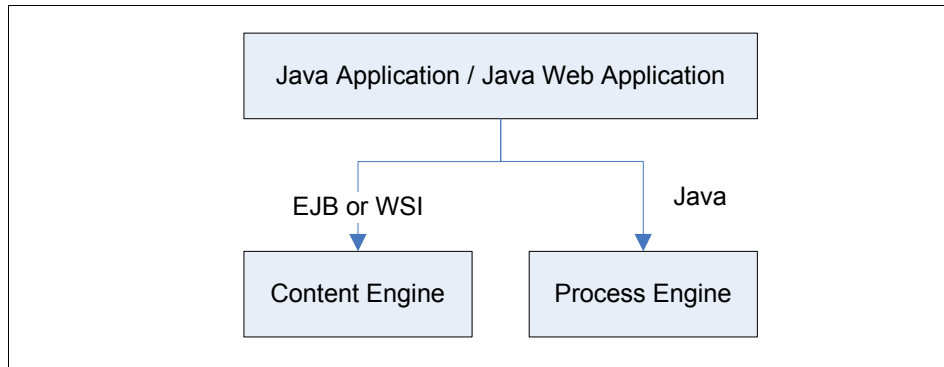 Java Application / Java Web Application
EJB or WSI
Java
Content Engine
Process Engine